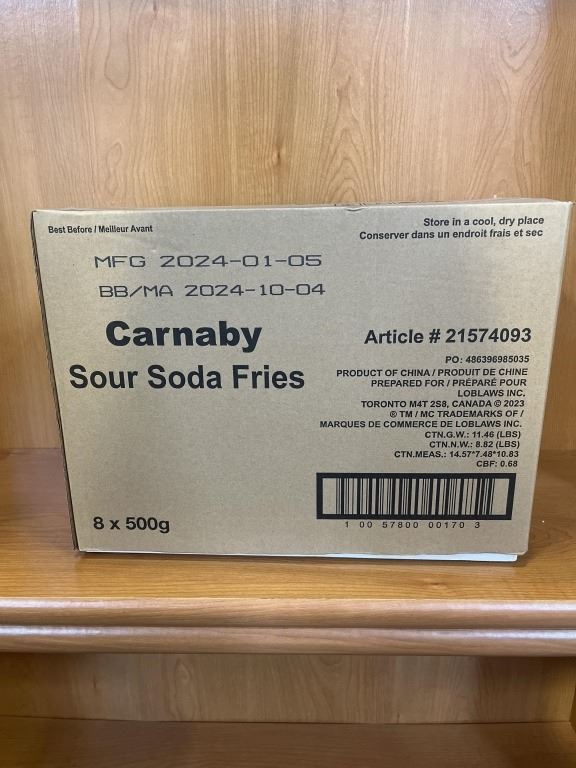 Best Before / Meilleur Avant
MFG 2024-01-05
BB/MA 2024-10-04
Store in a cool, dry place
Conserver dans un endroit frais et sec
Carnaby
Sour Soda Fries
8 x 500g
Article # 21574093
PO: 486396985035
PRODUCT OF CHINA / PRODUIT DE CHINE
PREPARED FOR / PRÉPARÉ POUR
LOBLAWS INC.
TORONTO M4T 2S8, CANADA © 2023
® TM / MC TRADEMARKS OF /
MARQUES DE COMMERCE DE LOBLAWS INC.
CTN.G.W.: 11.46 (LBS)
CTN.N.W.: 8.82 (LBS)
CTN.MEAS.: 14.57*7.48*10.83
CBF: 0.68
1 00 57800 00170 3